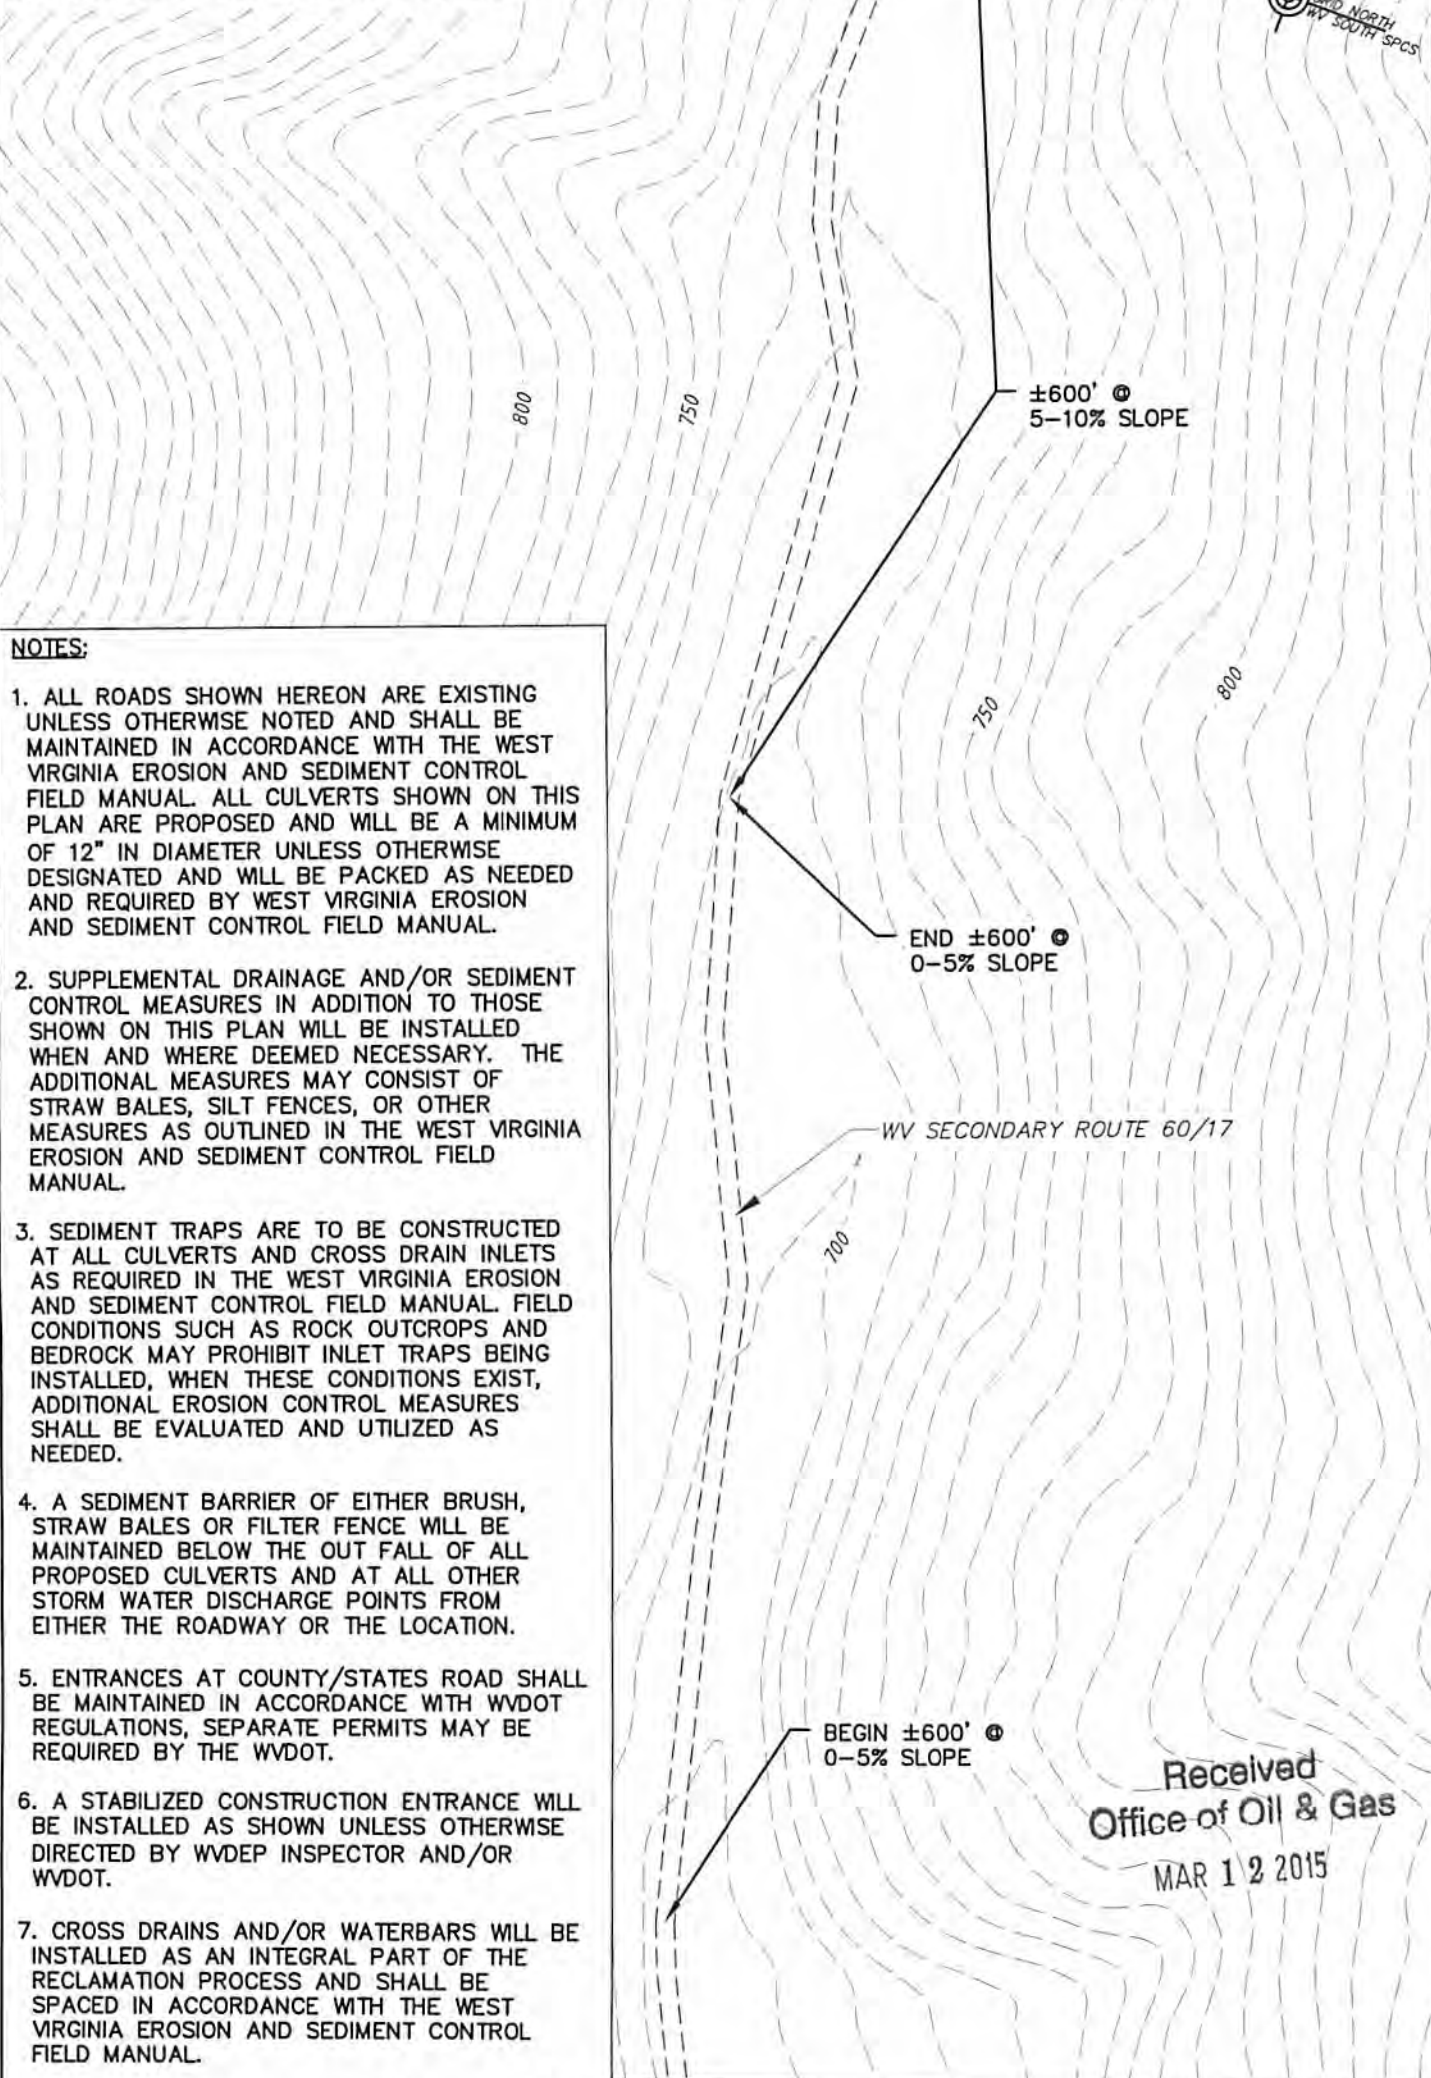 GRID NORTH
WV SOUTH SPCS
800
750
±600' @
5-10% SLOPE
750
800
END ±600' @
0-5% SLOPE
WV SECONDARY ROUTE 60/17
700
BEGIN ±600' @
0-5% SLOPE
Received
Office of Oil & Gas
MAR 12 2015
NOTES:
1. ALL ROADS SHOWN HEREON ARE EXISTING
UNLESS OTHERWISE NOTED AND SHALL BE
MAINTAINED IN ACCORDANCE WITH THE WEST
VIRGINIA EROSION AND SEDIMENT CONTROL
FIELD MANUAL. ALL CULVERTS SHOWN ON THIS
PLAN ARE PROPOSED AND WILL BE A MINIMUM
OF 12" IN DIAMETER UNLESS OTHERWISE
DESIGNATED AND WILL BE PACKED AS NEEDED
AND REQUIRED BY WEST VIRGINIA EROSION
AND SEDIMENT CONTROL FIELD MANUAL.
2. SUPPLEMENTAL DRAINAGE AND/OR SEDIMENT
CONTROL MEASURES IN ADDITION TO THOSE
SHOWN ON THIS PLAN WILL BE INSTALLED
WHEN AND WHERE DEEMED NECESSARY. THE
ADDITIONAL MEASURES MAY CONSIST OF
STRAW BALES, SILT FENCES, OR OTHER
MEASURES AS OUTLINED IN THE WEST VIRGINIA
EROSION AND SEDIMENT CONTROL FIELD
MANUAL.
3. SEDIMENT TRAPS ARE TO BE CONSTRUCTED
AT ALL CULVERTS AND CROSS DRAIN INLETS
AS REQUIRED IN THE WEST VIRGINIA EROSION
AND SEDIMENT CONTROL FIELD MANUAL. FIELD
CONDITIONS SUCH AS ROCK OUTCROPS AND
BEDROCK MAY PROHIBIT INLET TRAPS BEING
INSTALLED, WHEN THESE CONDITIONS EXIST,
ADDITIONAL EROSION CONTROL MEASURES
SHALL BE EVALUATED AND UTILIZED AS
NEEDED.
4. A SEDIMENT BARRIER OF EITHER BRUSH,
STRAW BALES OR FILTER FENCE WILL BE
MAINTAINED BELOW THE OUT FALL OF ALL
PROPOSED CULVERTS AND AT ALL OTHER
STORM WATER DISCHARGE POINTS FROM
EITHER THE ROADWAY OR THE LOCATION.
5. ENTRANCES AT COUNTY/STATES ROAD SHALL
BE MAINTAINED IN ACCORDANCE WITH WVDOT
REGULATIONS, SEPARATE PERMITS MAY BE
REQUIRED BY THE WVDOT.
6. A STABILIZED CONSTRUCTION ENTRANCE WILL
BE INSTALLED AS SHOWN UNLESS OTHERWISE
DIRECTED BY WVDEP INSPECTOR AND/OR
WVDOT.
7. CROSS DRAINS AND/OR WATERBARS WILL BE
INSTALLED AS AN INTEGRAL PART OF THE
RECLAMATION PROCESS AND SHALL BE
SPACED IN ACCORDANCE WITH THE WEST
VIRGINIA EROSION AND SEDIMENT CONTROL
FIELD MANUAL.